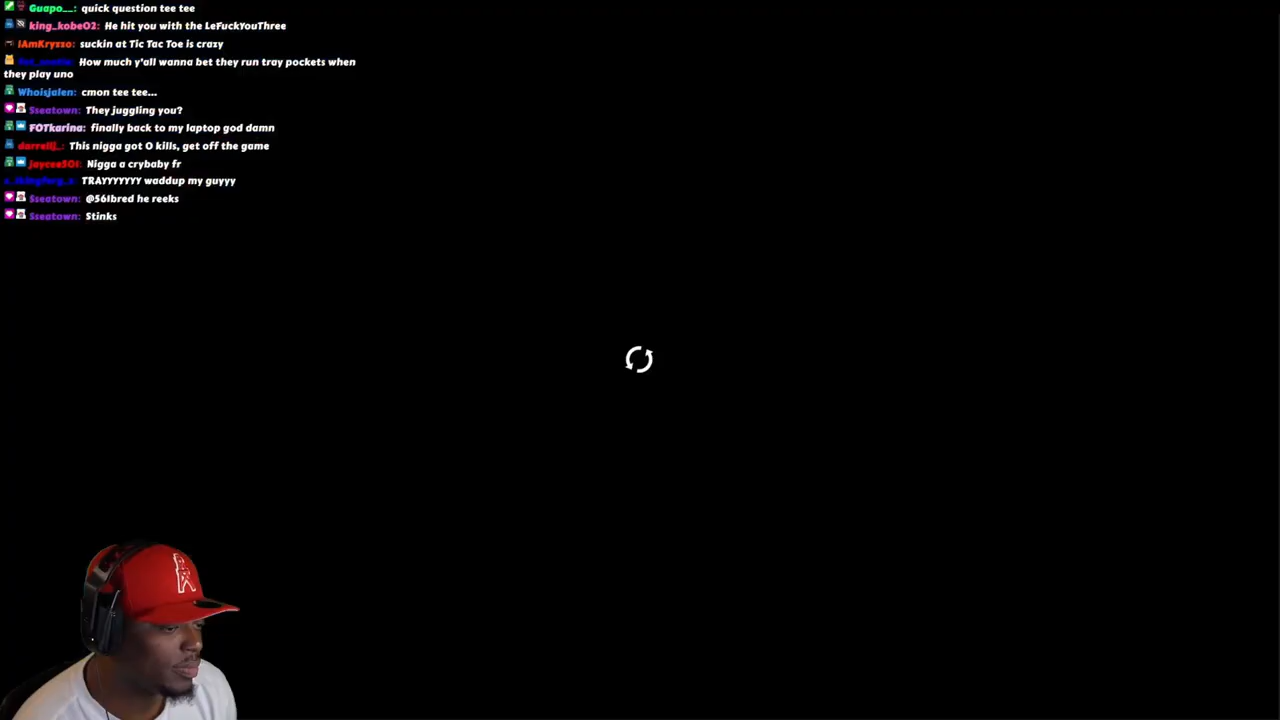 Guapo__: quick question tee tee
king_kobe02: He hit you with the LeFuckYouThree
IAmKryszo: suckin at Tic Tac Toe is crazy
How much y'all wanna bet they run tray pockets when
they play uno
Whoisjalen: cmon tee tee...
Sseatown: They juggling you?
FOTkarina: finally back to my laptop god damn
darrellj_: This nigga got 0 kills, get off the game
jaycee501: Nigga a crybaby fr
TRAYYYYYYY waddup my guyyy
Sseatown: @561bred he reeks
Sseatown: Stinks